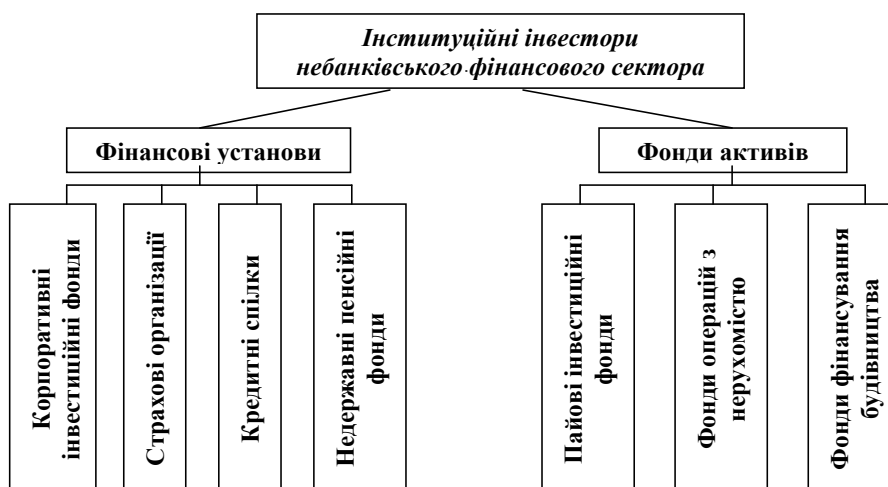 Інституційні інвестори
небанківського фінансового сектора
Фінансові установи
Фонди активів
Корпоративні
інвестиційні фонди
Страхові організації
Кредитні спілки
Недержавні пенсійні
фонди
Пайові інвестиційні
фонди
Фонди операцій з
нерухомістю
Фонди фінансування
будівництва